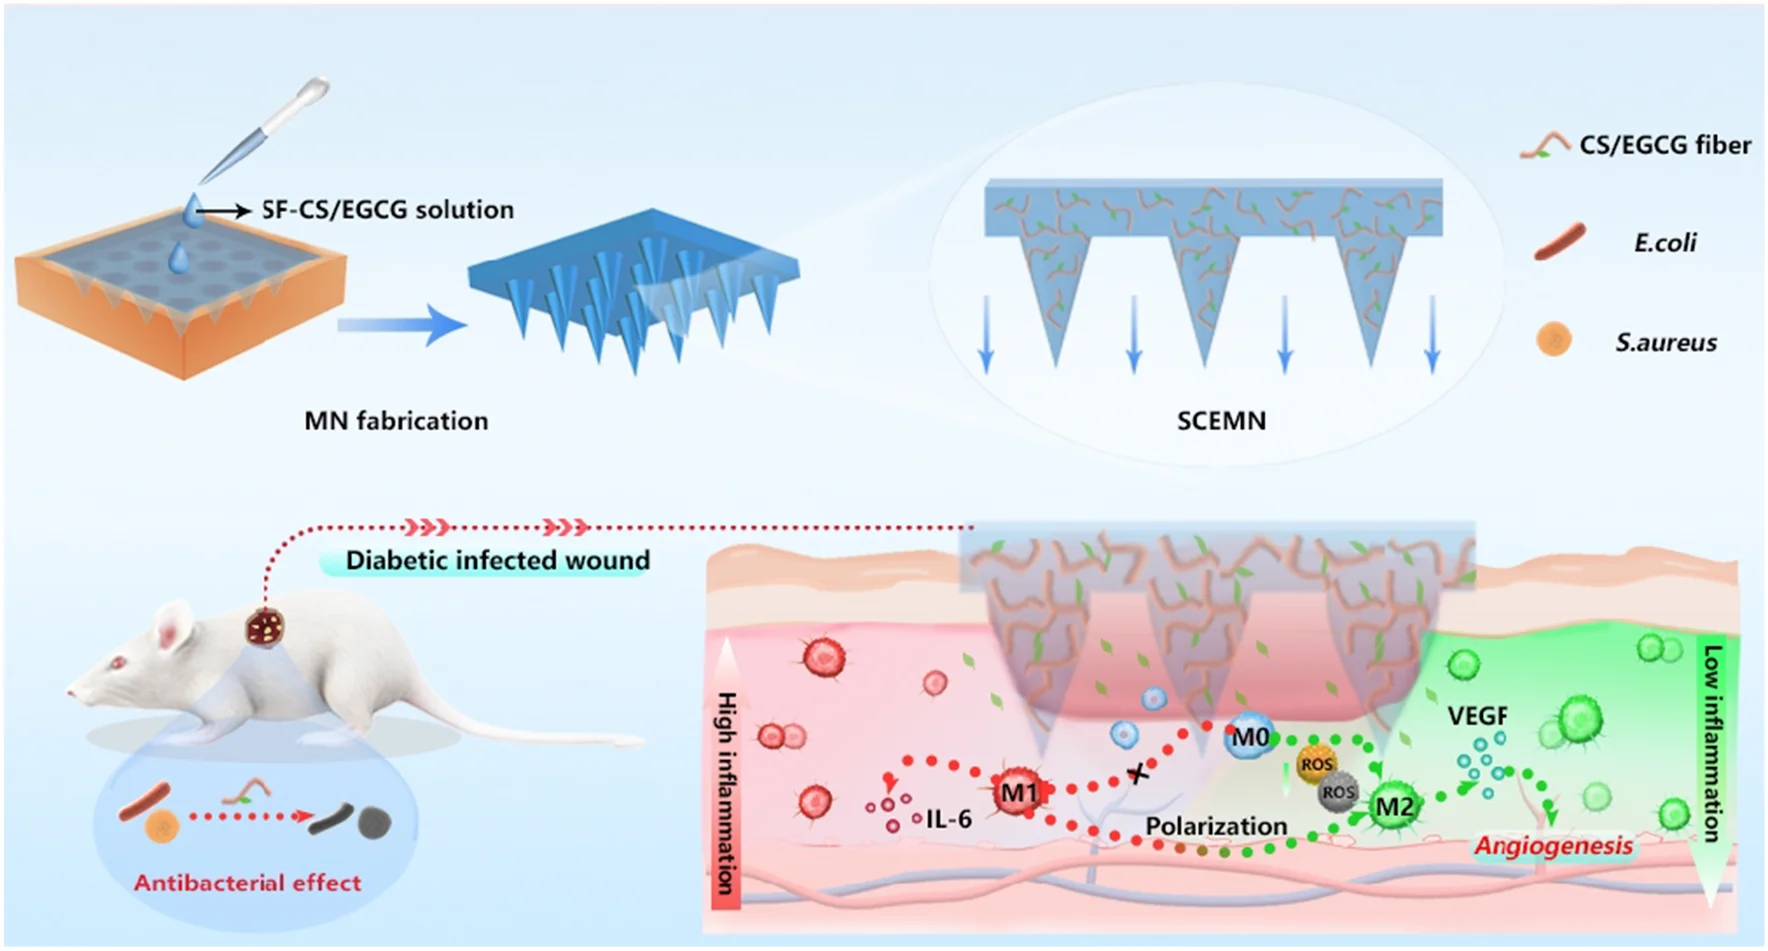 SF-CS/EGCG solution
MN fabrication
SCEMN
CS/EGCG fiber
E.coli
S.aureus
Diabetic infected wound
Antibacterial effect
High inflammation
IL-6
M1
M0
ROS
ROS
M2
Polarization
VEGF
Angiogenesis
Low inflammation